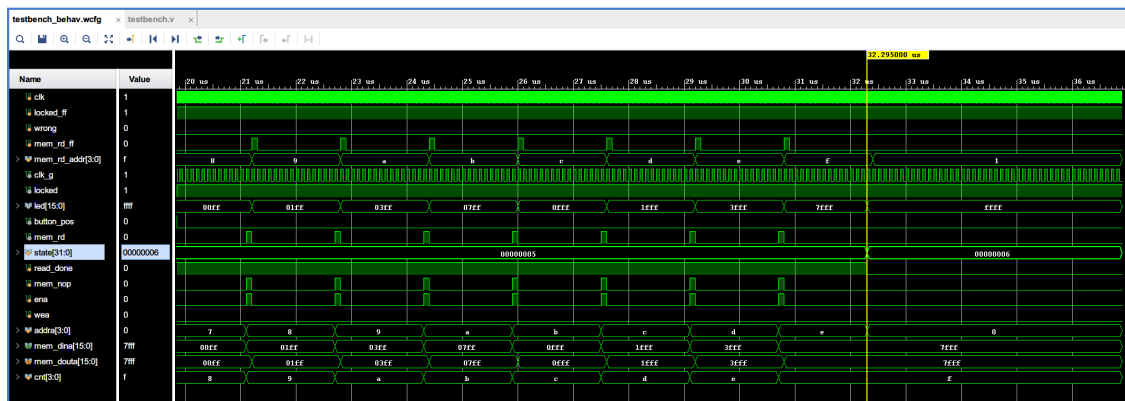 testbench_behav.wcfg × testbench.v ×
32.295000 us
Name Value 20 us 21 us 22 us 23 us 24 us 25 us 26 us 27 us 28 us 29 us 30 us 31 us 32 us 33 us 34 us 35 us 36 us
clk 1
locked_ff 1
wrong 0
mem_rd_ff 0
mem_rd_addr[3:0] f 8 9 a b c d e f 1
clk_g 1
locked 1
led[15:0] ffff 00ff 01ff 03ff 07ff 0fff 1fff 3fff 7fff ffff
button_pos 0
mem_rd 0
state[31:0] 00000006 00000005 00000006
read_done 0
mem_nop 0
ena 0
wea 0
addra[3:0] 0 7 8 9 a b c d e 0
mem_dina[15:0] 7fff 00ff 01ff 03ff 07ff 0fff 1fff 3fff 7fff
mem_douta[15:0] 7fff 00ff 01ff 03ff 07ff 0fff 1fff 3fff 7fff
cnt[3:0] f 8 9 a b c d e f